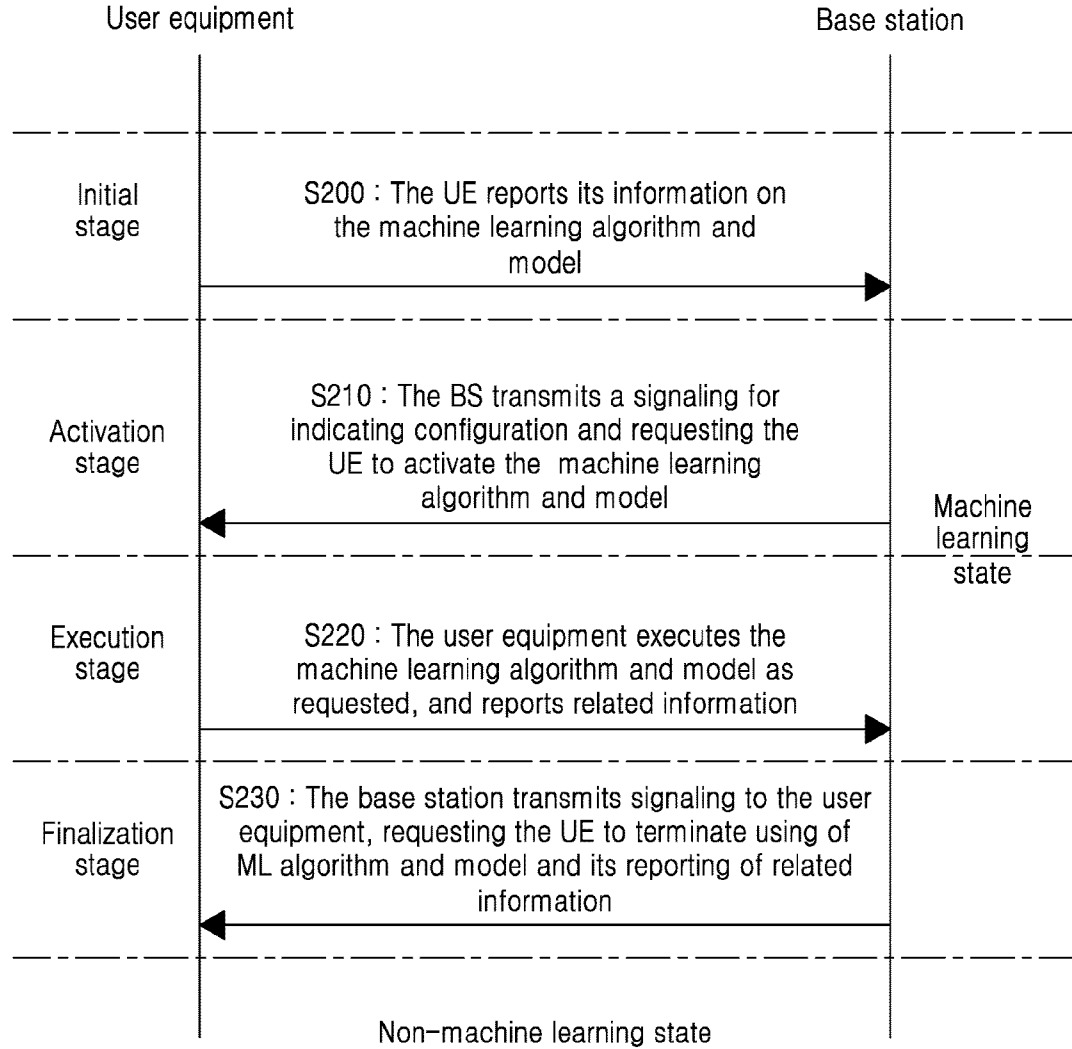 User equipment
Base station
Initial
stage
S200 : The UE reports its information on
the machine learning algorithm and
model
Activation
stage
S210 : The BS transmits a signaling for
indicating configuration and requesting the
UE to activate the machine learning
algorithm and model
Machine
learning
state
Execution
stage
S220 : The user equipment executes the
machine learning algorithm and model as
requested, and reports related information
Finalization
stage
S230 : The base station transmits signaling to the user
equipment, requesting the UE to terminate using of
ML algorithm and model and its reporting of related
information
Non-machine learning state